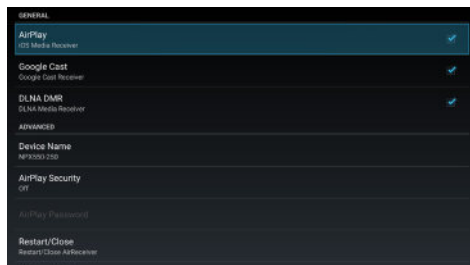 GENERAL
AirPlay
iOS Media Receiver
Google Cast
Google Cast Receiver
DLNA DMR
DLNA Media Receiver
ADVANCED
Device Name
AirPlay Security
Off
AirPlay Password
Restart/Close
Restart/Close AirReceiver